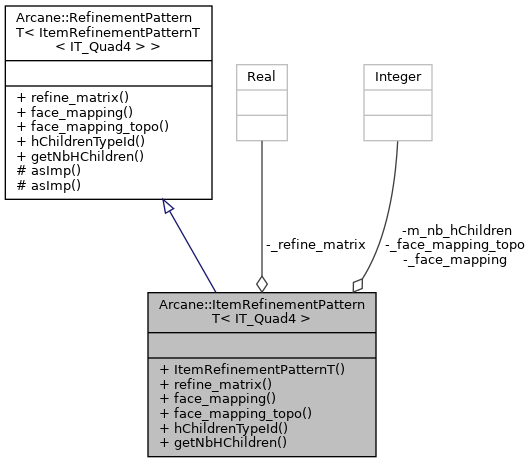 Arcane::RefinementPattern
T< ItemRefinementPatternT
< IT_Quad4 > >
+ refine_matrix()
+ face_mapping()
+ face_mapping_topo()
+ hChildrenTypeId()
+ getNbHChildren()
# asImp()
# asImp()
Real
Integer
-_refine_matrix
-m_nb_hChildren
-_face_mapping_topo
-_face_mapping
Arcane::ItemRefinementPattern
T< IT_Quad4 >
+ ItemRefinementPatternT()
+ refine_matrix()
+ face_mapping()
+ face_mapping_topo()
+ hChildrenTypeId()
+ getNbHChildren()